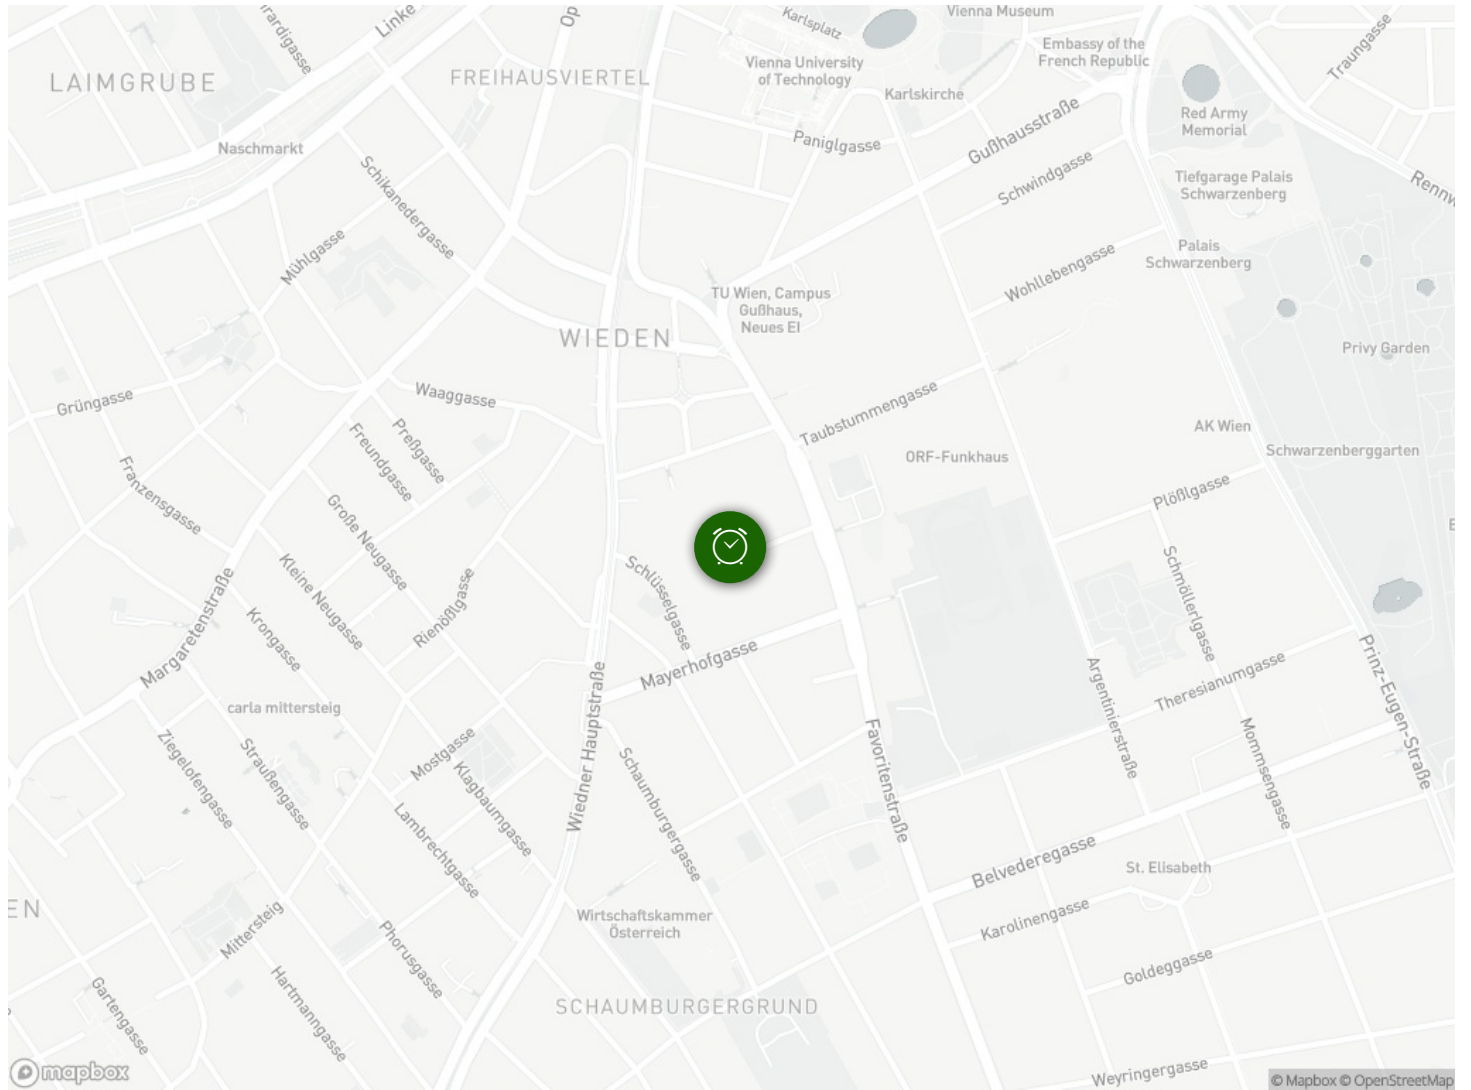 irardigasse
Linke
Op
Karlsplatz
Vienna Museum
LAIMGRUBE
FREIHAUSVIERTEL
Vienna University
of Technology
Embassy of the
French Republic
Traungasse
Karlskirche
Red Army
Memorial
Naschmarkt
Paniglgasse
Gußhausstraße
Schwindgasse
Tiefgarage Palais
Schwarzenberg
Rennw
Schikanedergasse
Mühlgasse
Palais
Schwarzenberg
Wohllebengasse
TU Wien, Campus
Gußhaus,
Neues EI
WIEDEN
Privy Garden
Grüngasse
Waaggasse
Taubstummengasse
AK Wien
Preßgasse
Freundgasse
ORF-Funkhaus
Schwarzenberggarten
Franzensgasse
Große Neugasse
Plößlgasse
Kleine Neugasse
Schlüsselgasse
Schmöllerlgasse
Rienößlgasse
Margaretenstraße
Krongasse
Mayerhofgasse
Prinz-Eugen-Straße
Argentinierstraße
Theresianumgasse
carla mittersteig
Wiedner Hauptstraße
Favoritenstraße
Mommsengasse
Ziegelofengasse
Straußengasse
Mostgasse
Klagbaumgasse
Schaumburgergasse
Lambrechtgasse
Belvederegasse
St. Elisabeth
EN
Mittersteig
Wirtschaftskammer
Österreich
Karolinengasse
Phorusgasse
Goldeggasse
Hartmanngasse
Gartengasse
SCHAUMBURGERGRUND
Weyringergasse
mapbox
© Mapbox © OpenStreetMap